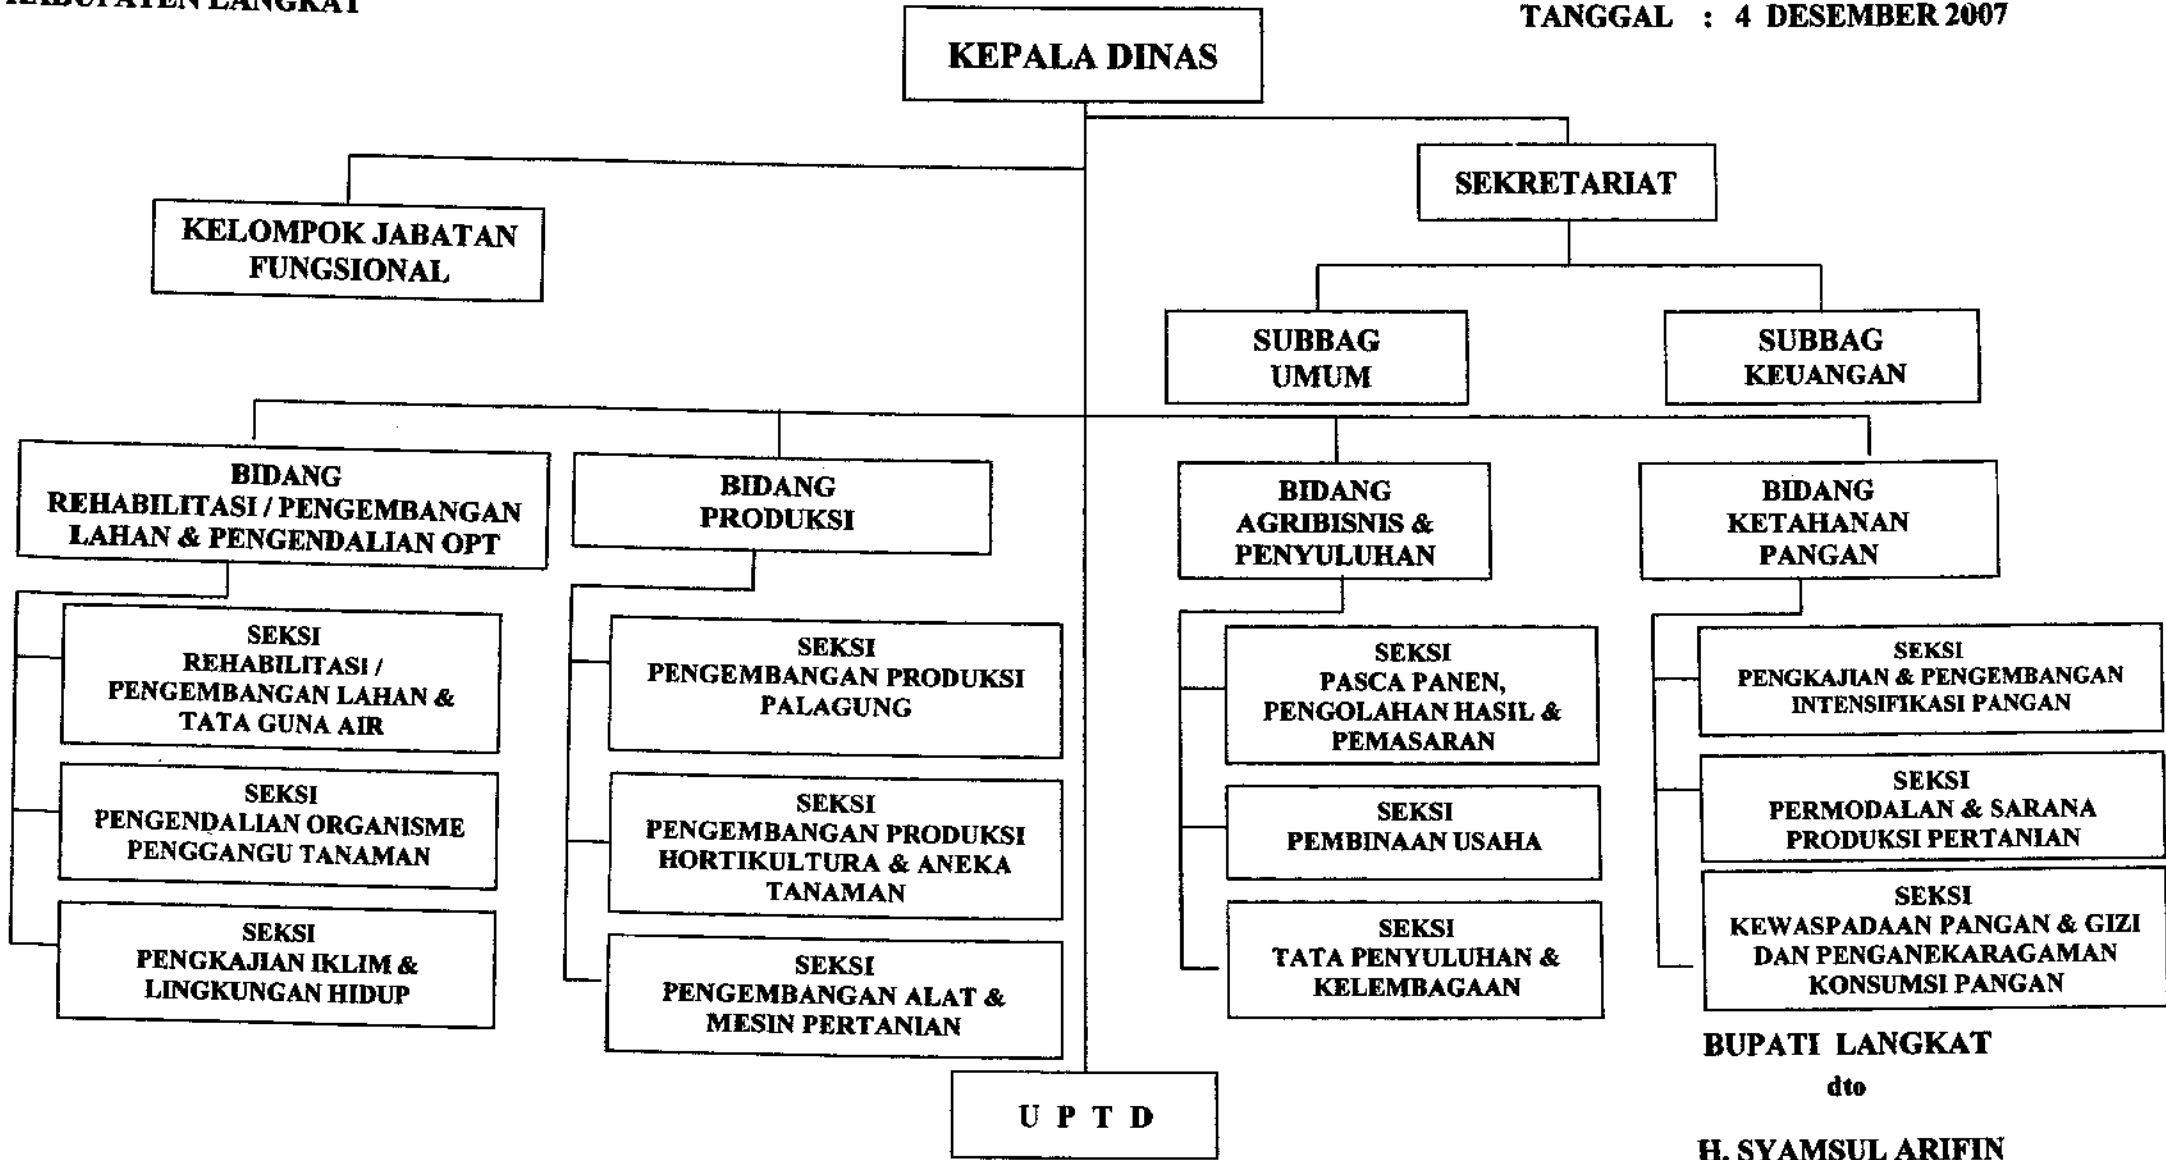 KABUPATEN LANGKAT
TANGGAL : 4 DESEMBER 2007
KEPALA DINAS
SEKRETARIAT
KELOMPOK JABATAN
FUNGSIONAL
SUBBAG
UMUM
SUBBAG
KEUANGAN
BIDANG
REHABILITASI / PENGEMBANGAN
LAHAN & PENGENDALIAN OPT
BIDANG
PRODUKSI
BIDANG
AGRIBISNIS &
PENYULUHAN
BIDANG
KETAHANAN
PANGAN
SEKSI
REHABILITASI /
PENGEMBANGAN LAHAN &
TATA GUNA AIR
SEKSI
PENGENDALIAN ORGANISME
PENGGANGU TANAMAN
SEKSI
PENGKAJIAN IKLIM &
LINGKUNGAN HIDUP
SEKSI
PENGEMBANGAN PRODUKSI
PALAGUNG
SEKSI
PENGEMBANGAN PRODUKSI
HORTIKULTURA & ANEKA
TANAMAN
SEKSI
PENGEMBANGAN ALAT &
MESIN PERTANIAN
SEKSI
PASCA PANEN,
PENGOLAHAN HASIL &
PEMASARAN
SEKSI
PEMBINAAN USAHA
SEKSI
TATA PENYULUHAN &
KELEMBAGAAN
SEKSI
PENGKAJIAN & PENGEMBANGAN
INTENSIFIKASI PANGAN
SEKSI
PERMODALAN & SARANA
PRODUKSI PERTANIAN
SEKSI
KEWASPADAAN PANGAN & GIZI
DAN PENGANEKARAGAMAN
KONSUMSI PANGAN
U P T D
BUPATI LANGKAT
dto
H. SYAMSUL ARIFIN